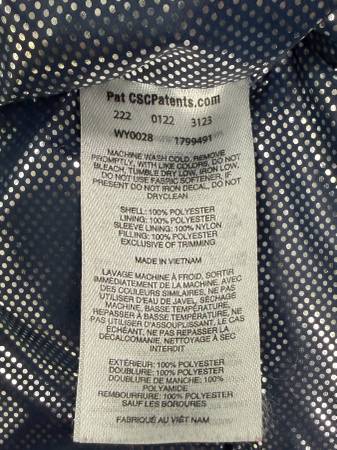 Pat CSCPatents.com
222 0122 3123
WY0028 1799491
MACHINE WASH COLD, REMOVE
PROMPTLY, WITH LIKE COLORS, DO NOT
BLEACH, TUMBLE DRY LOW, IRON LOW,
DO NOT USE FABRIC SOFTENER, IF
PRESENT DO NOT IRON DECAL, DO NOT
DRYCLEAN
SHELL: 100% POLYESTER
LINING: 100% POLYESTER
SLEEVE LINING: 100% NYLON
FILLING: 100% POLYESTER
EXCLUSIVE OF TRIMMING
MADE IN VIETNAM
LAVAGE MACHINE À FROID, SORTIR
IMMÉDIATEMENT DE LA MACHINE, AVEC
DES COULEURS SIMILAIRES, NE PAS
UTILISER D'EAU DE JAVEL, SÉCHAGE
MACHINE, BASSE TEMPÉRATURE,
REPASSER À BASSE TEMPÉRATURE, NE
PAS UTILISER D'ASSOUPLISSANT, LE CAS
ÉCHÉANT, NE PAS REPASSER LA
DÉCALCOMANIE, NETTOYAGE À SEC
INTERDIT
EXTÉRIEUR: 100% POLYESTER
DOUBLURE: 100% POLYESTER
DOUBLURE DE MANCHE: 100%
POLYAMIDE
REMBOURRURE: 100% POLYESTER
SAUF LES BORDURES
FABRIQUÉ AU VIÊT NAM